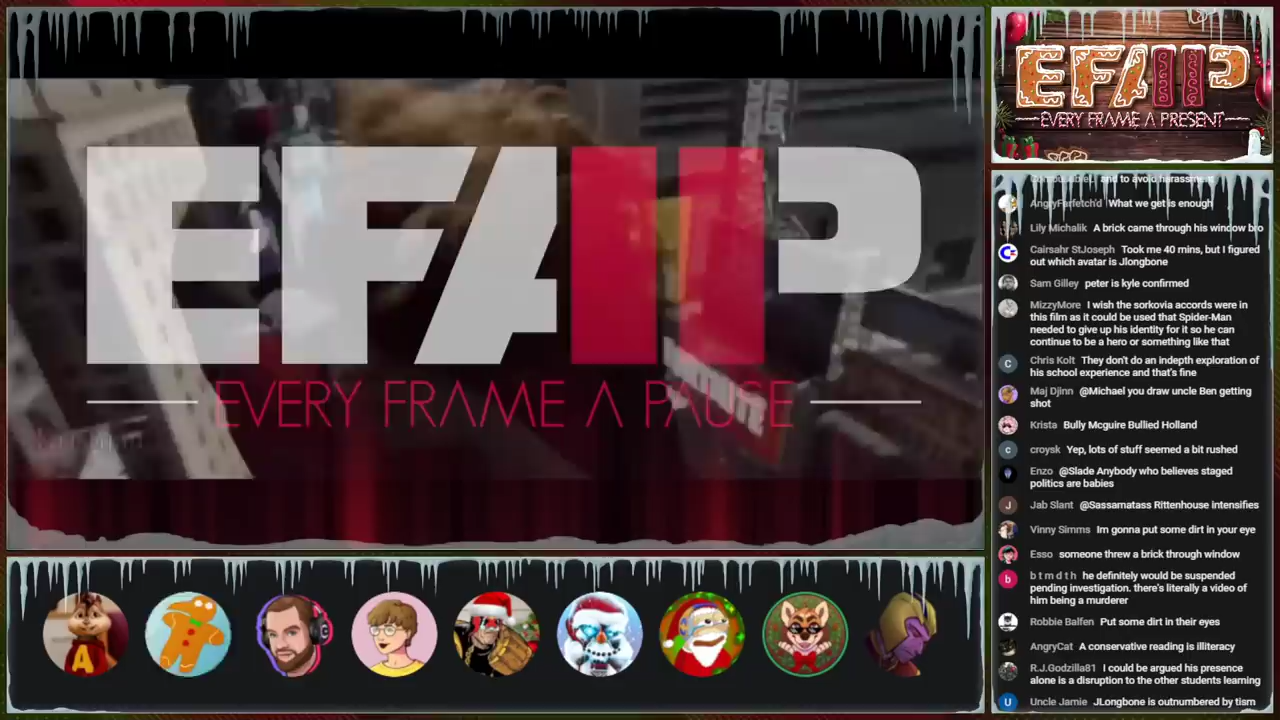 EFAP
EVERY FRAME A PAUSE
EFAP
EVERY FRAME A PRESENT
and to avoid harassment
AngryFarfetch'd What we get is enough
Lily Michalik A brick came through his window bro
Cairsahr StJoseph Took me 40 mins, but I figured
out which avatar is Jlongbone
Sam Gilley peter is kyle confirmed
MizzyMore I wish the sorkovia accords were in
this film as it could be used that Spider-Man
needed to give up his identity for it so he can
continue to be a hero or something like that
Chris Kolt They don't do an indepth exploration of
his school experience and that's fine
Maj Djinn @Michael you draw uncle Ben getting
shot
Krista Bully Mcguire Bullied Holland
croysk Yep, lots of stuff seemed a bit rushed
Enzo @Slade Anybody who believes staged
politics are babies
Jab Slant @Sassamatass Rittenhouse intensifies
Vinny Simms Im gonna put some dirt in your eye
Esso someone threw a brick through window
b t m d t h he definitely would be suspended
pending investigation. there's literally a video of
him being a murderer
Robbie Balfen Put some dirt in their eyes
AngryCat A conservative reading is illiteracy
R.J.Godzilla81 I could be argued his presence
alone is a disruption to the other students learning
Uncle Jamie JLongbone is outnumbered by tism